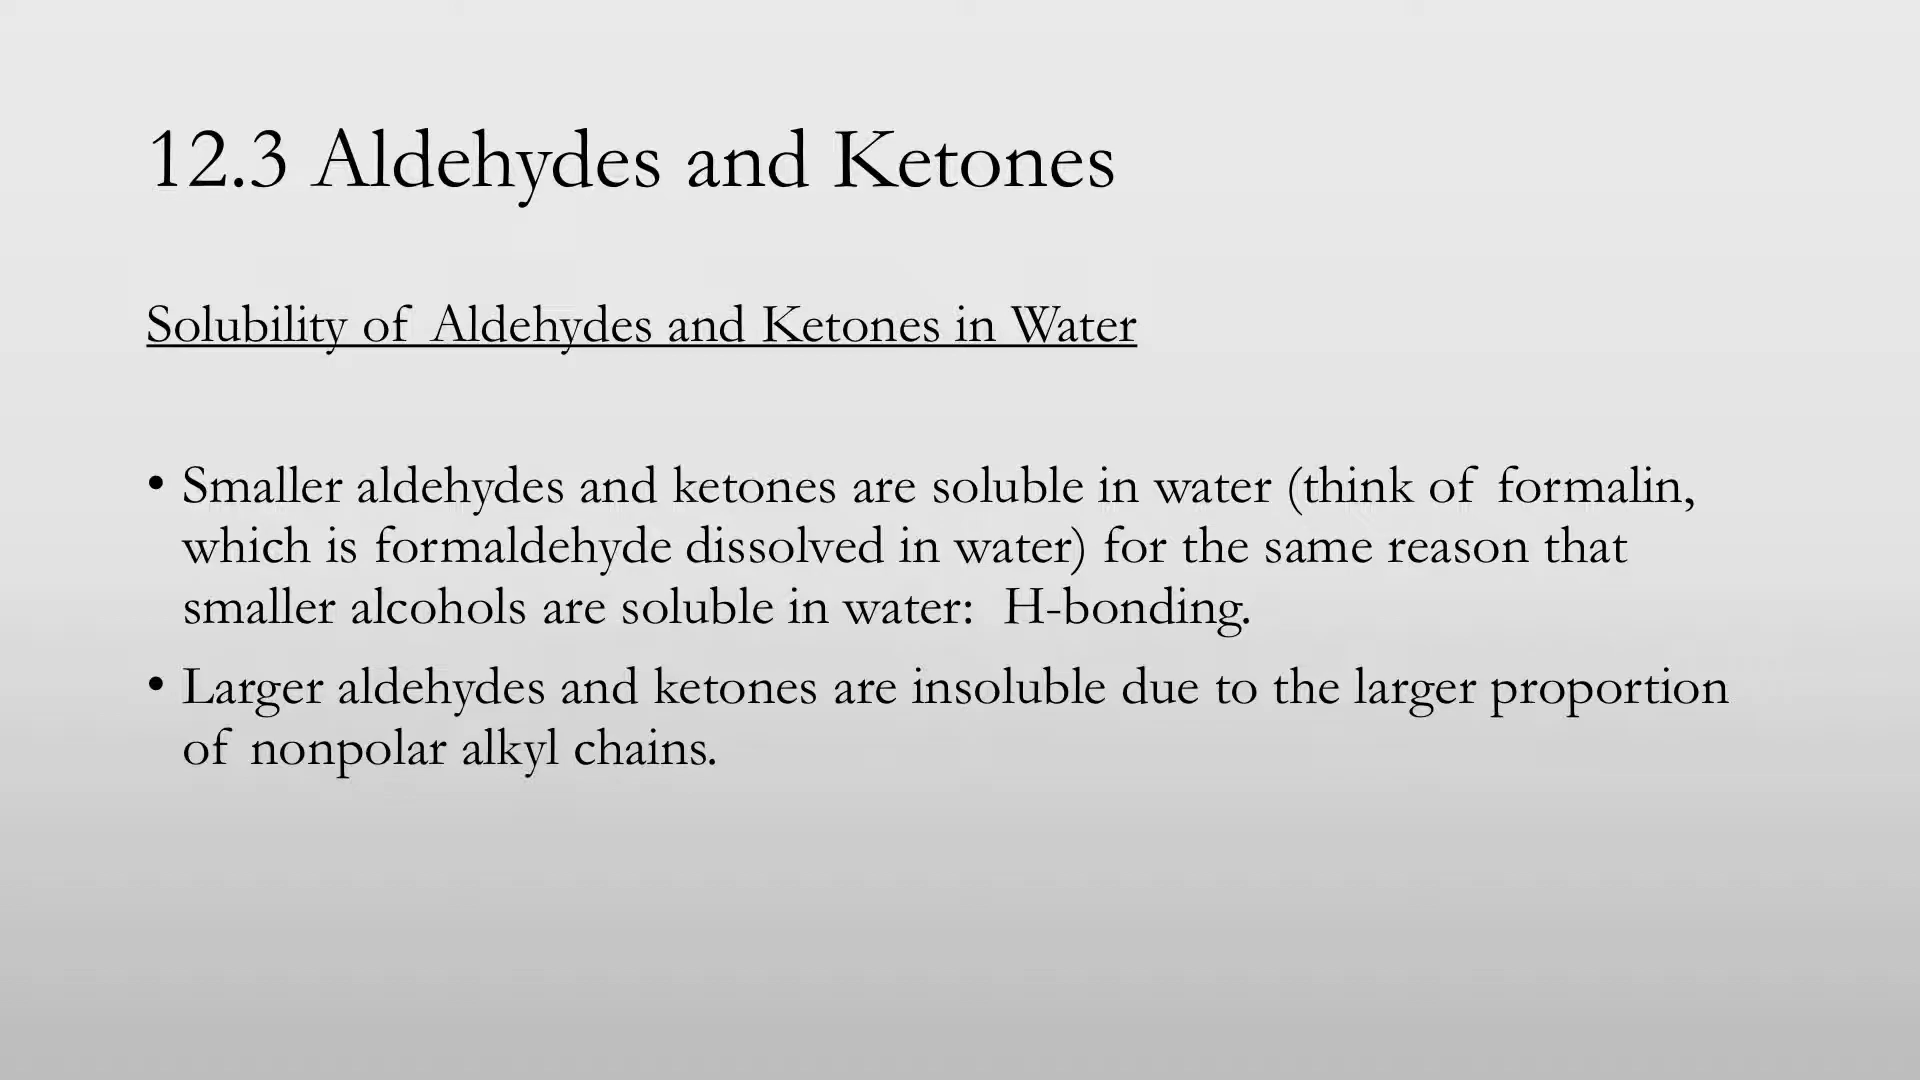 12.3 Aldehydes and Ketones
Solubility of Aldehydes and Ketones in Water
• Smaller aldehydes and ketones are soluble in water (think of formalin,
which is formaldehyde dissolved in water) for the same reason that
smaller alcohols are soluble in water: H-bonding.
• Larger aldehydes and ketones are insoluble due to the larger proportion
of nonpolar alkyl chains.